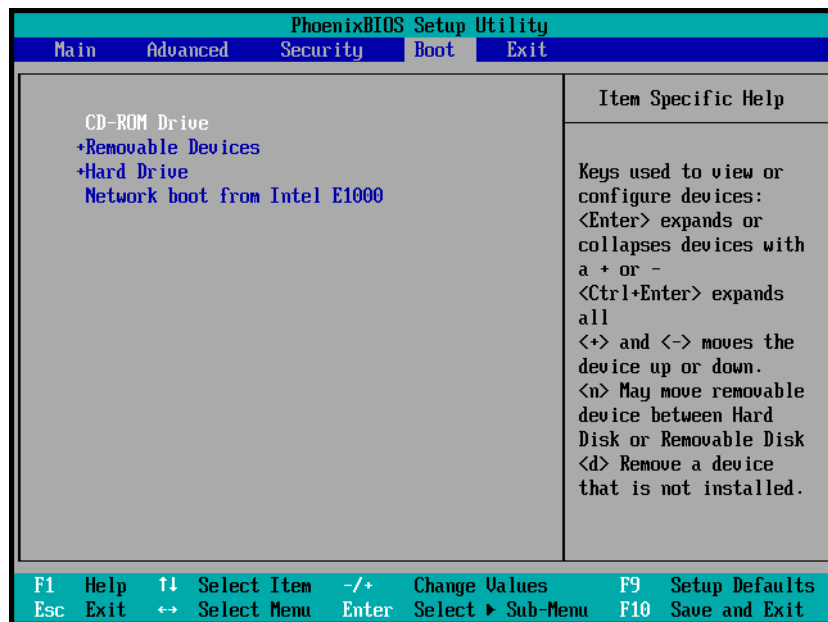 PhoenixBIOS Setup Utility
Main Advanced Security Boot Exit
CD-ROM Drive
+Removable Devices
+Hard Drive
Network boot from Intel E1000
Item Specific Help
Keys used to view or
configure devices:
<Enter> expands or
collapses devices with
a + or -
<Ctrl+Enter> expands
all
<+> and <-> moves the
device up or down.
<n> May move removable
device between Hard
Disk or Removable Disk
<d> Remove a device
that is not installed.
F1 Help ↑↓ Select Item -/+ Change Values F9 Setup Defaults
Esc Exit ↔ Select Menu Enter Select ▶ Sub-Menu F10 Save and Exit